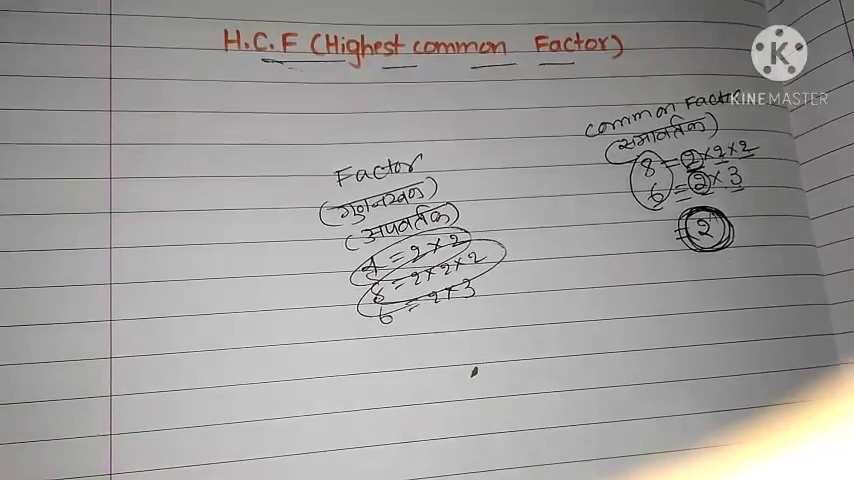 H.C.F (Highest common Factor)
K
KINEMASTER
common Factor
(समावर्तक)
8 = 2 × 2 × 2
6 = 2 × 3
= 2
Factor
(गुणनखण्ड)
(अपवर्तक)
4 = 2 × 2
8 = 2 × 2 × 2
6 = 2 × 3